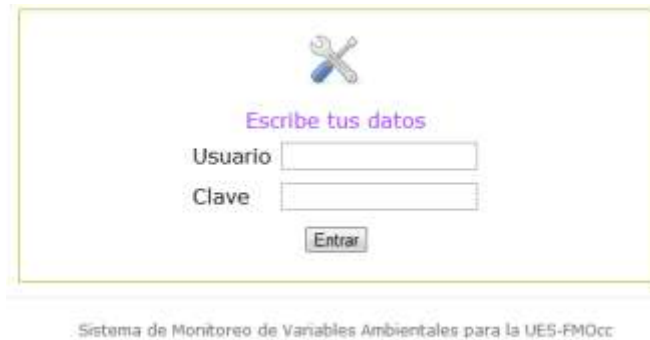 Escribe tus datos
Usuario
Clave
Entrar
Sistema de Monitoreo de Variables Ambientales para la UES-FMOcc